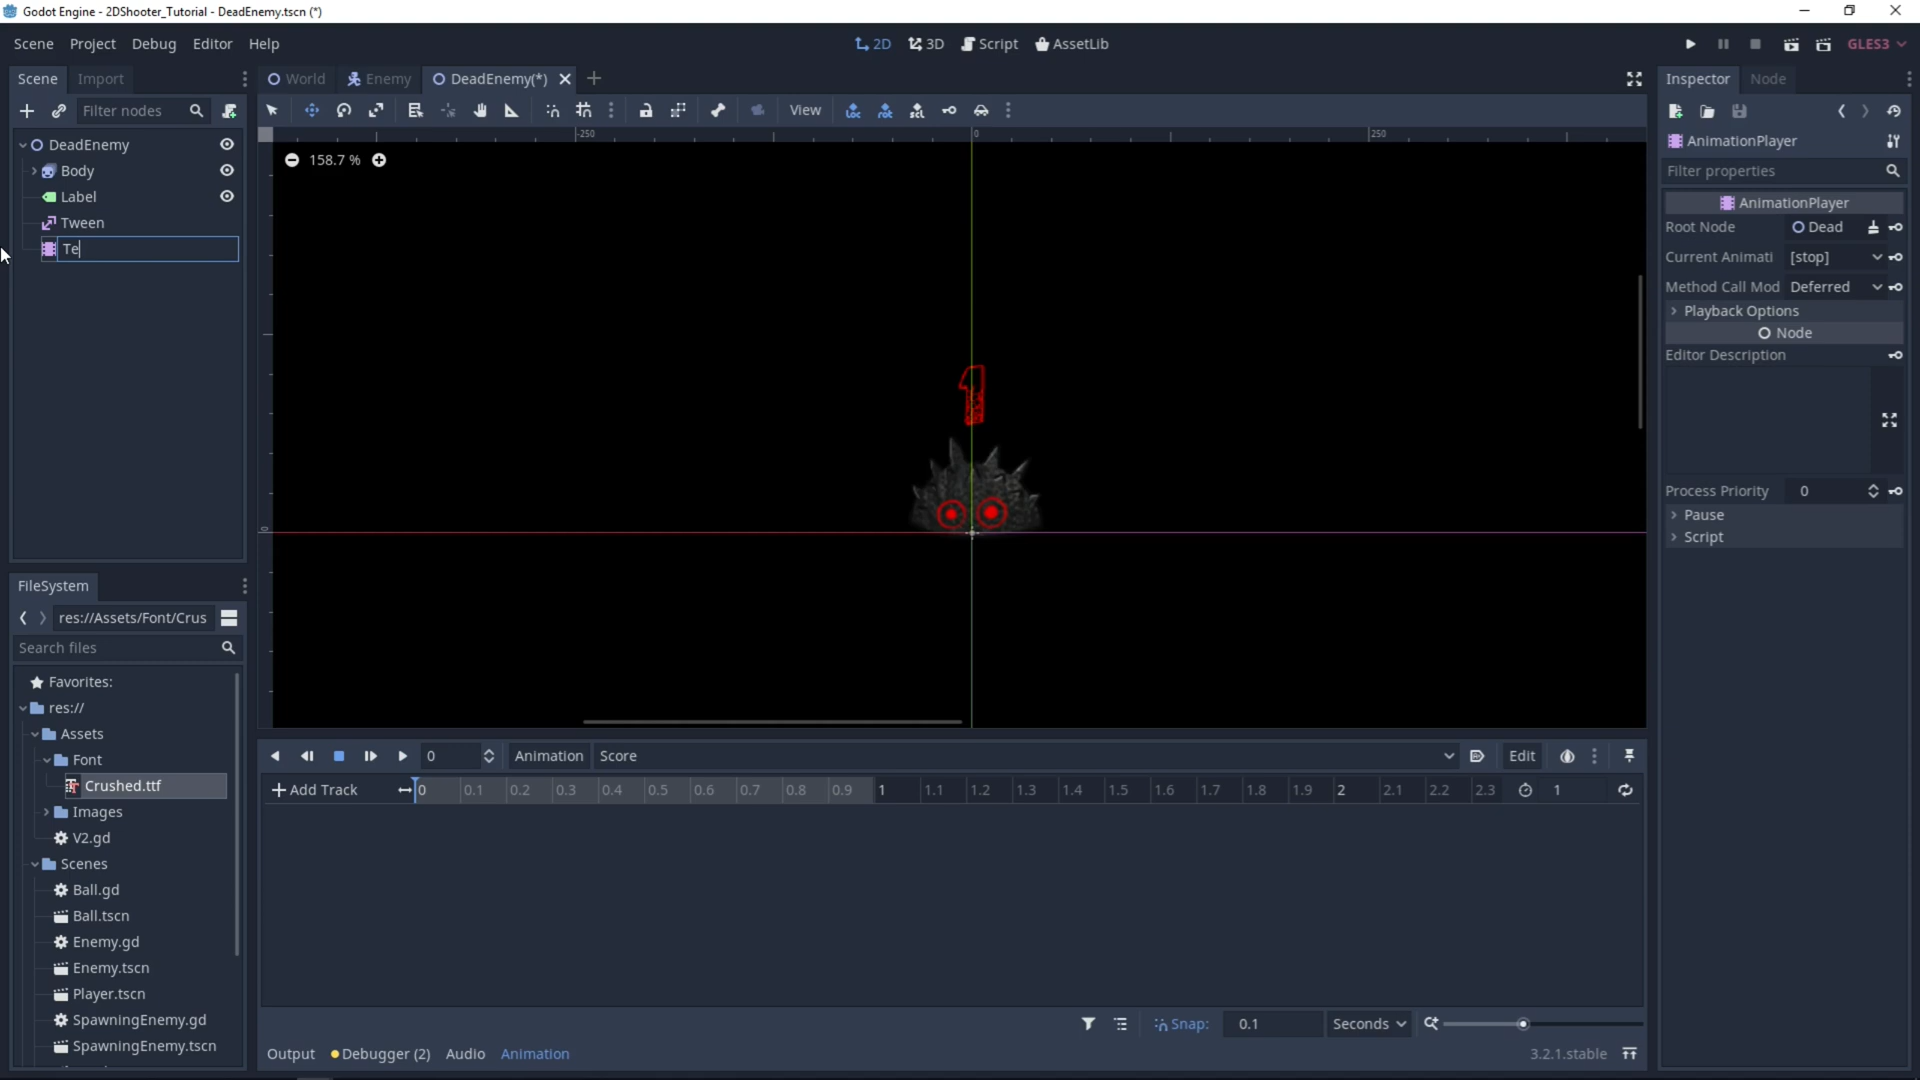 Godot Engine - 2DShooter_Tutorial - DeadEnemy.tscn (*)
Scene Project Debug Editor Help
2D 3D Script AssetLib
GLES3
Scene Import
World Enemy DeadEnemy(*)
Inspector Node
Filter nodes
View
DeadEnemy
Body
Label
Tween
Te
-250 0 250
158.7 %
0
1
AnimationPlayer
Filter properties
AnimationPlayer
Root Node Dead
Current Animati [stop]
Method Call Mod Deferred
Playback Options
Node
Editor Description
Process Priority 0
Pause
Script
FileSystem
res://Assets/Font/Crus
Search files
Favorites:
res://
Assets
Font
Crushed.ttf
Images
V2.gd
Scenes
Ball.gd
Ball.tscn
Enemy.gd
Enemy.tscn
Player.tscn
SpawningEnemy.gd
SpawningEnemy.tscn
0 Animation Score Edit
Add Track 0 0.1 0.2 0.3 0.4 0.5 0.6 0.7 0.8 0.9 1 1.1 1.2 1.3 1.4 1.5 1.6 1.7 1.8 1.9 2 2.1 2.2 2.3 1
Snap: 0.1 Seconds
Output Debugger (2) Audio Animation 3.2.1.stable